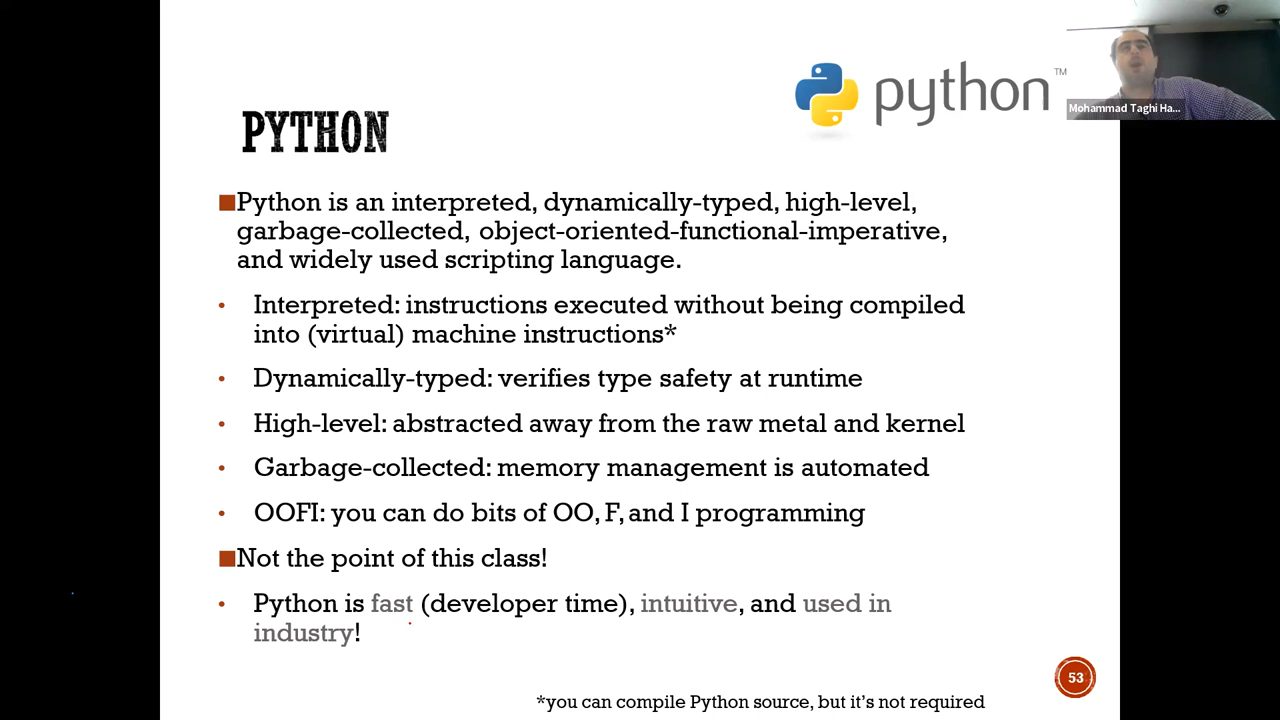 python™
Mohammad Taghi Ha...
PYTHON
Python is an interpreted, dynamically-typed, high-level,
garbage-collected, object-oriented-functional-imperative,
and widely used scripting language.
Interpreted: instructions executed without being compiled
into (virtual) machine instructions*
Dynamically-typed: verifies type safety at runtime
High-level: abstracted away from the raw metal and kernel
Garbage-collected: memory management is automated
OOFI: you can do bits of OO, F, and I programming
Not the point of this class!
Python is fast (developer time), intuitive, and used in
industry!
53
*you can compile Python source, but it's not required